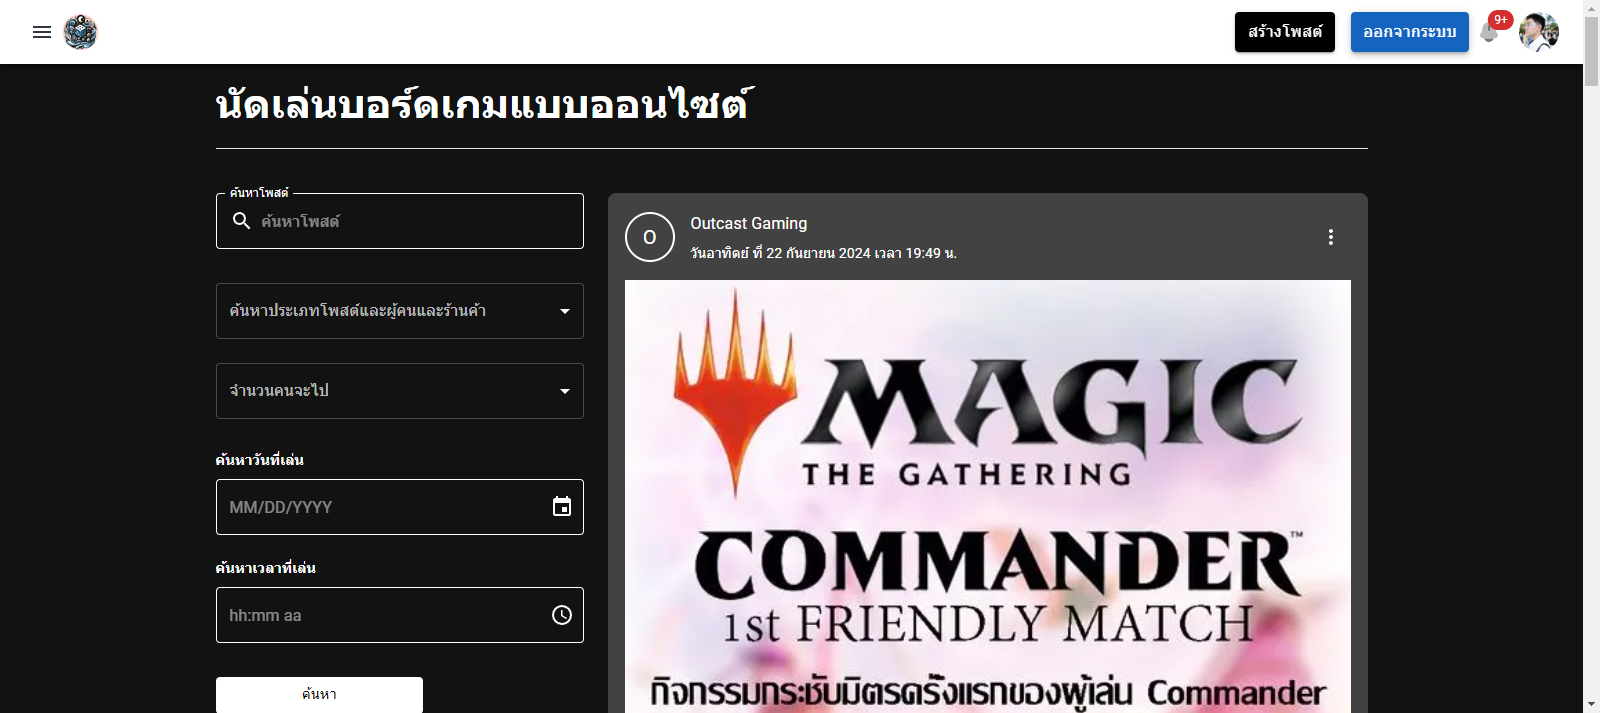 สร้างโพสต์
ออกจากระบบ
9+
นัดเล่นบอร์ดเกมแบบออนไซต์
ค้นหาโพสต์
ค้นหาโพสต์
ค้นหาประเภทโพสต์และผู้คนและร้านค้า
จำนวนคนจะไป
ค้นหาวันที่เล่น
MM/DD/YYYY
ค้นหาเวลาที่เล่น
hh:mm aa
ค้นหา
O
Outcast Gaming
วันอาทิตย์ ที่ 22 กันยายน 2024 เวลา 19:49 น.
MAGIC
THE GATHERING
COMMANDER™
1st FRIENDLY MATCH
กิจกรรมกระชับมิตรครั้งแรกของผู้เล่น Commander